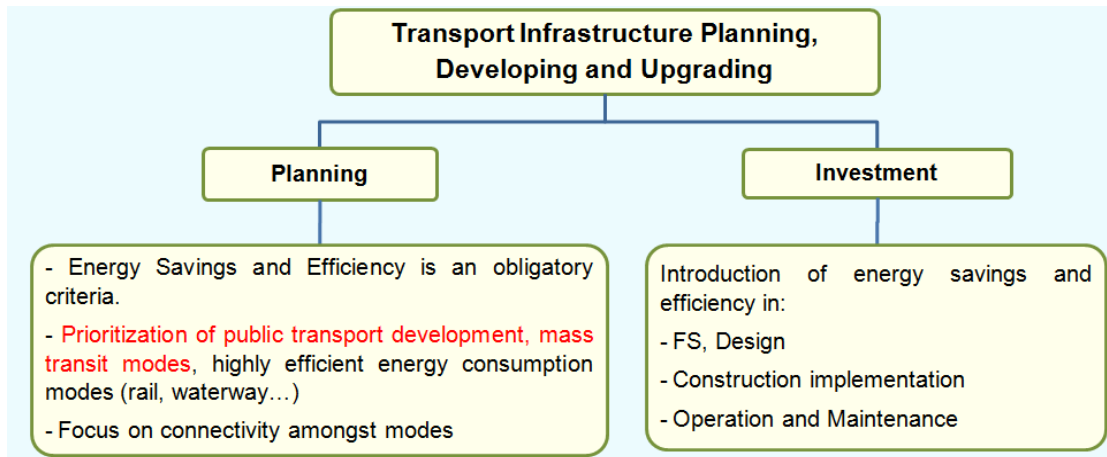 Transport Infrastructure Planning,
Developing and Upgrading
Planning
Investment
- Energy Savings and Efficiency is an obligatory
criteria.
- Prioritization of public transport development, mass
transit modes, highly efficient energy consumption
modes (rail, waterway…)
- Focus on connectivity amongst modes
Introduction of energy savings and
efficiency in:
- FS, Design
- Construction implementation
- Operation and Maintenance